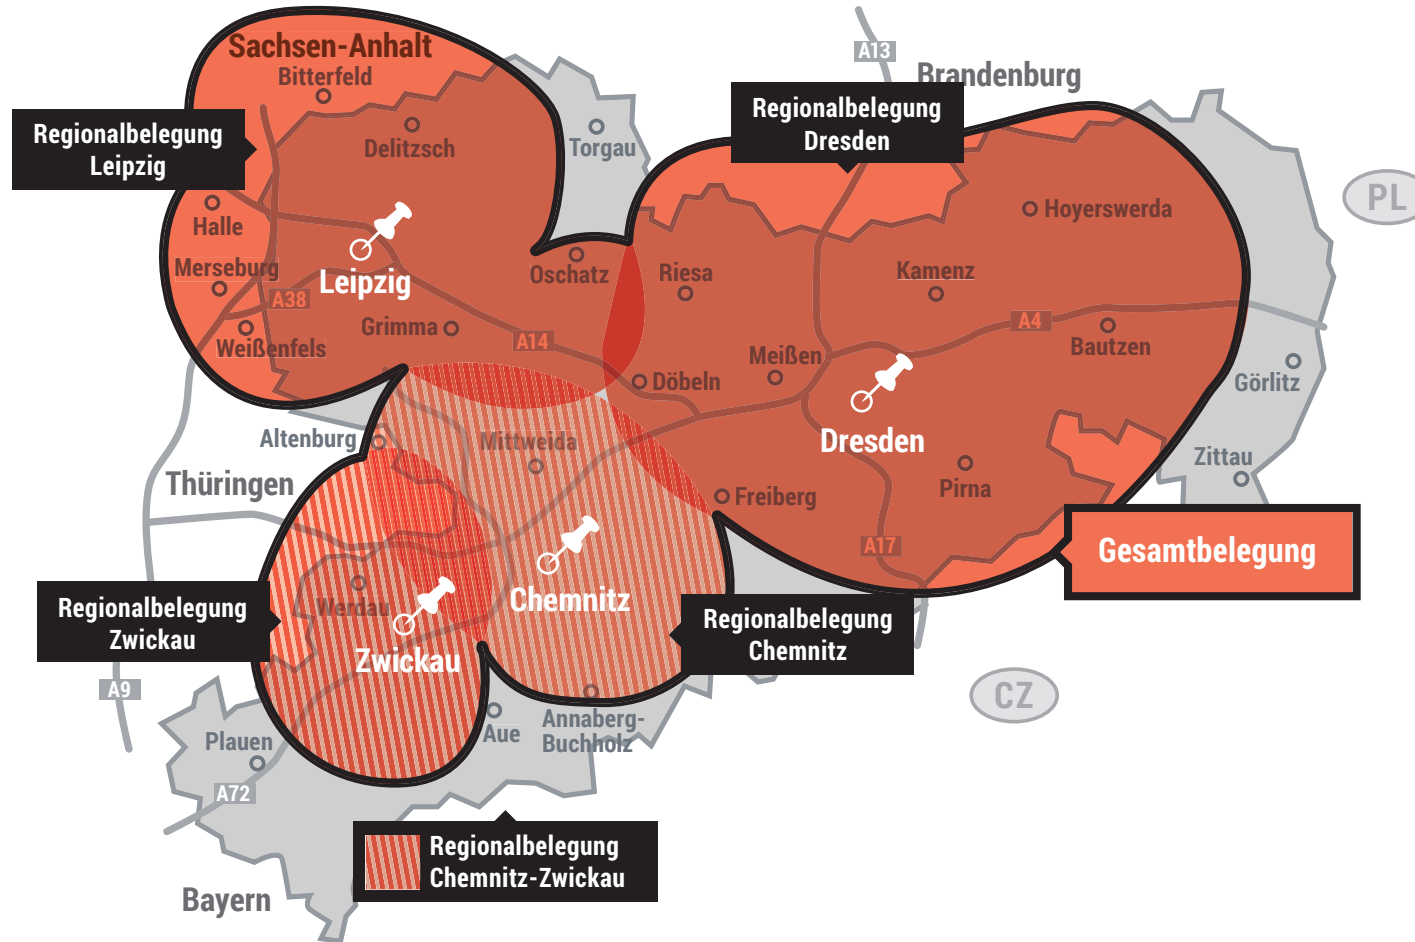 Sachsen-Anhalt
Bitterfeld
A13
Brandenburg
Regionalbelegung
Leipzig
Delitzsch
Torgau
Regionalbelegung
Dresden
PL
Halle
Hoyerswerda
Merseburg
Leipzig
Oschatz
Riesa
Kamenz
A38
Grimma
A14
A4
Weißenfels
Meißen
Bautzen
Döbeln
Görlitz
Altenburg
Mittweida
Dresden
Zittau
Thüringen
Freiberg
Pirna
A17
Gesamtbelegung
Werdau
Chemnitz
Regionalbelegung
Zwickau
Zwickau
Regionalbelegung
Chemnitz
A9
CZ
Plauen
Aue
Annaberg-
Buchholz
A72
Regionalbelegung
Chemnitz-Zwickau
Bayern